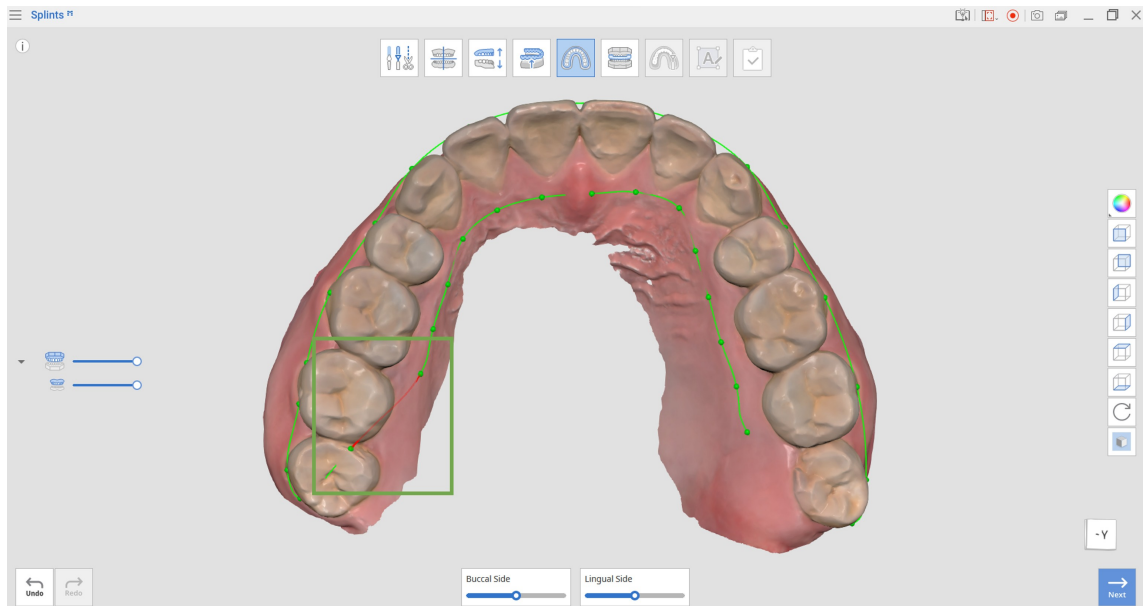 Splints
i
A
-Y
Undo
Redo
Buccal Side
Lingual Side
Next